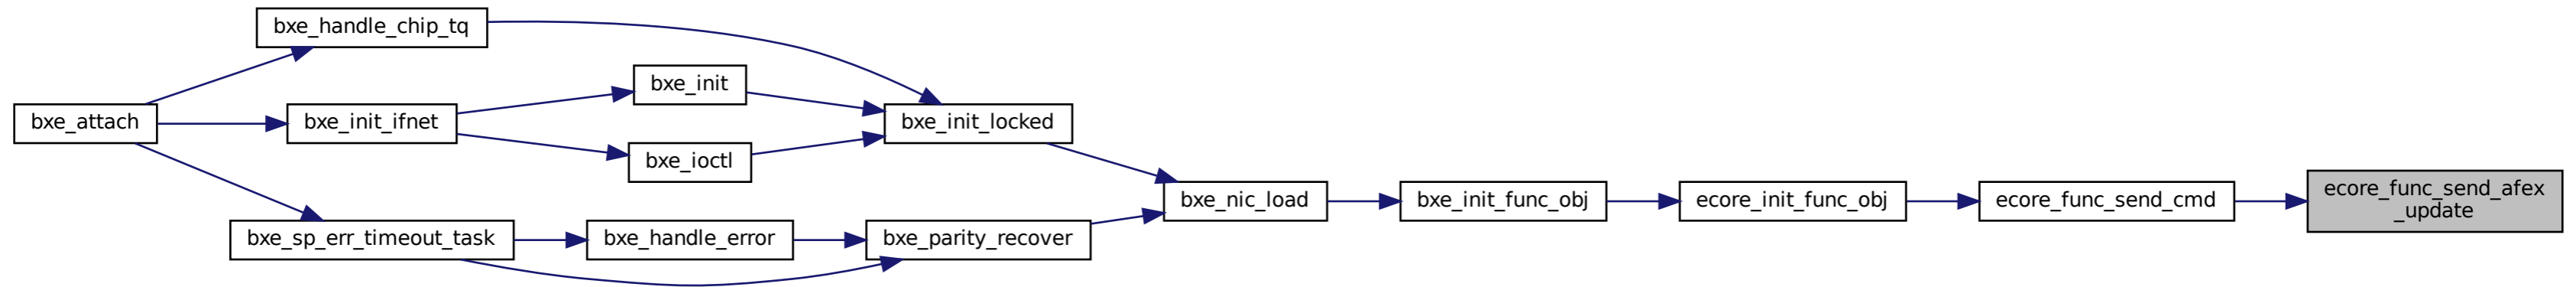 bxe_handle_chip_tq
bxe_init
bxe_attach
bxe_init_ifnet
bxe_init_locked
bxe_ioctl
bxe_nic_load
bxe_init_func_obj
ecore_init_func_obj
ecore_func_send_cmd
ecore_func_send_afex
_update
bxe_sp_err_timeout_task
bxe_handle_error
bxe_parity_recover